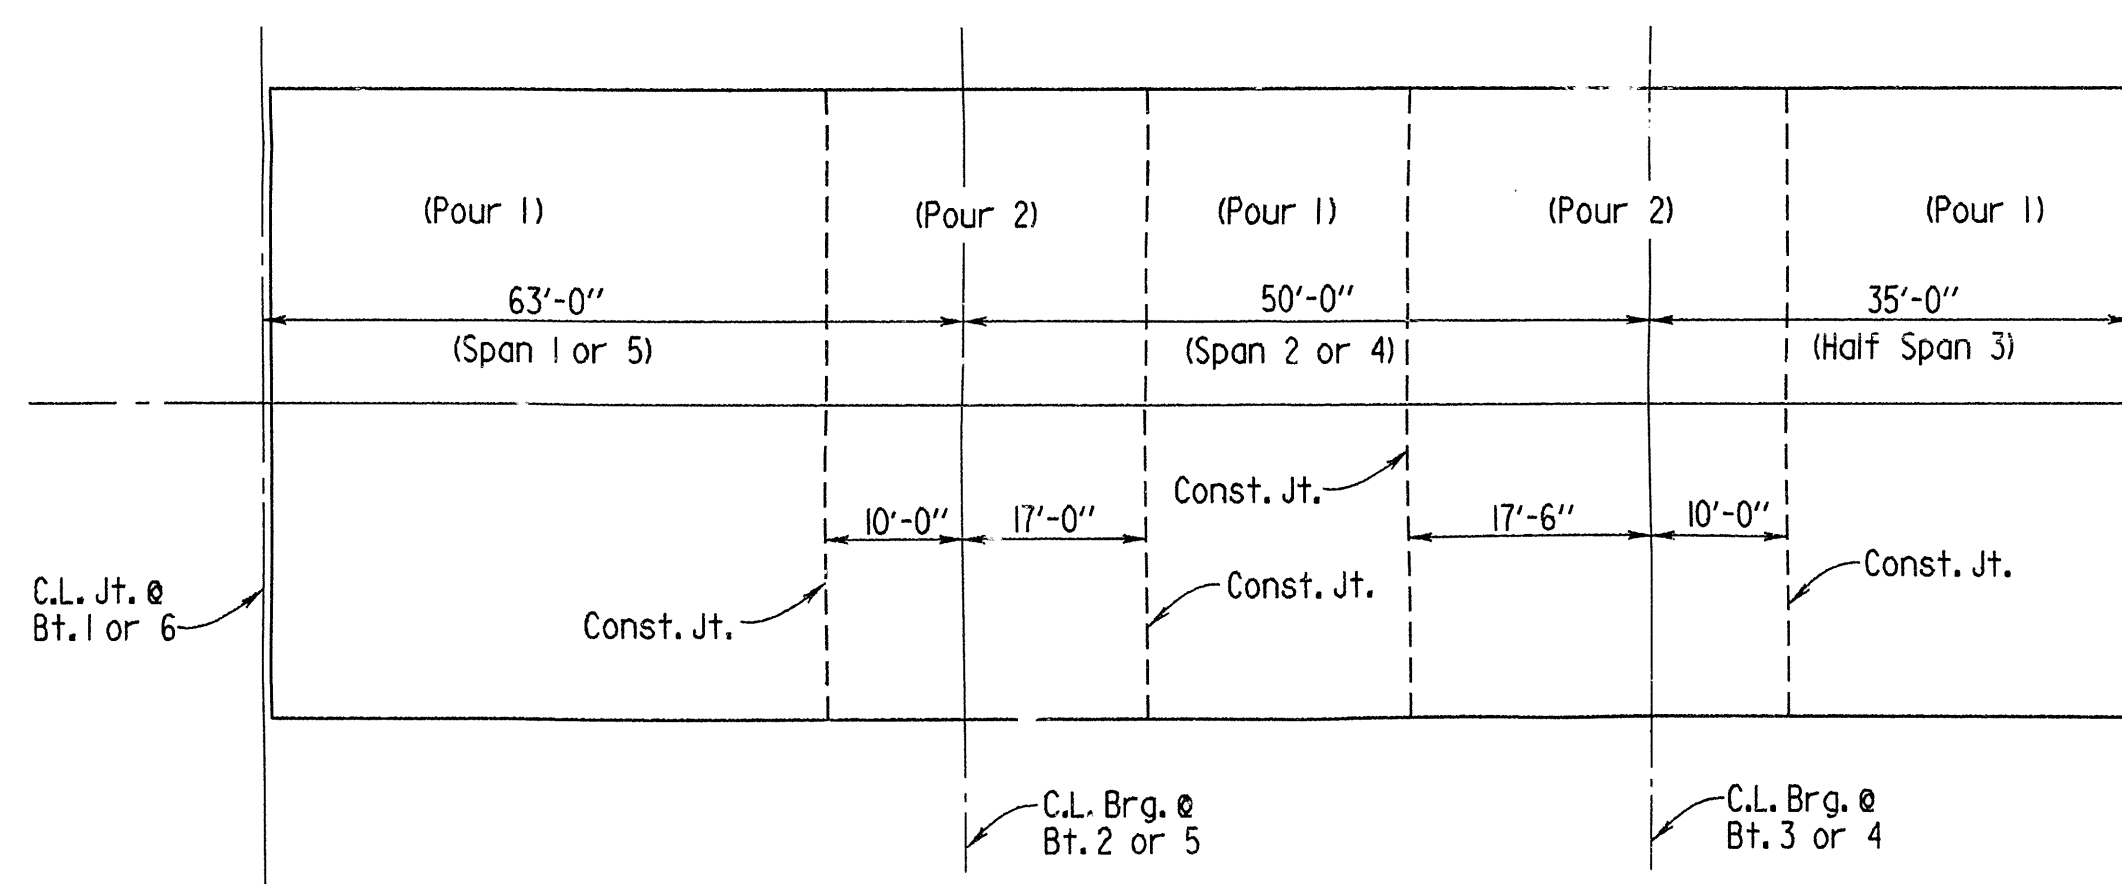 (Pour 1)
(Pour 2)
(Pour 1)
(Pour 2)
(Pour 1)
63'-0"
50'-0"
35'-0"
(Span 1 or 5)
(Span 2 or 4)
(Half Span 3)
Const. Jt.
10'-0"
17'-0"
17'-6"
10'-0"
Const. Jt.
C.L. Jt. @
Bt. 1 or 6
Const. Jt.
Const. Jt.
C.L. Brg. @
Bt. 2 or 5
C.L. Brg. @
Bt. 3 or 4